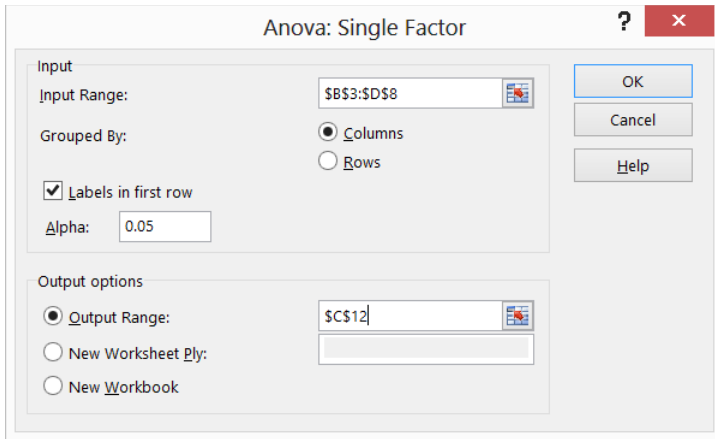 Anova: Single Factor
?
x
Input
Input Range:
$B$3:$D$8
Grouped By:
Columns
Rows
Labels in first row
Alpha:
0.05
Output options
Output Range:
$C$12
New Worksheet Ply:
New Workbook
OK
Cancel
Help